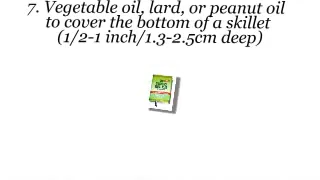 7. Vegetable oil, lard, or peanut oil
to cover the bottom of a skillet
(1/2-1 inch/1.3-2.5cm deep)